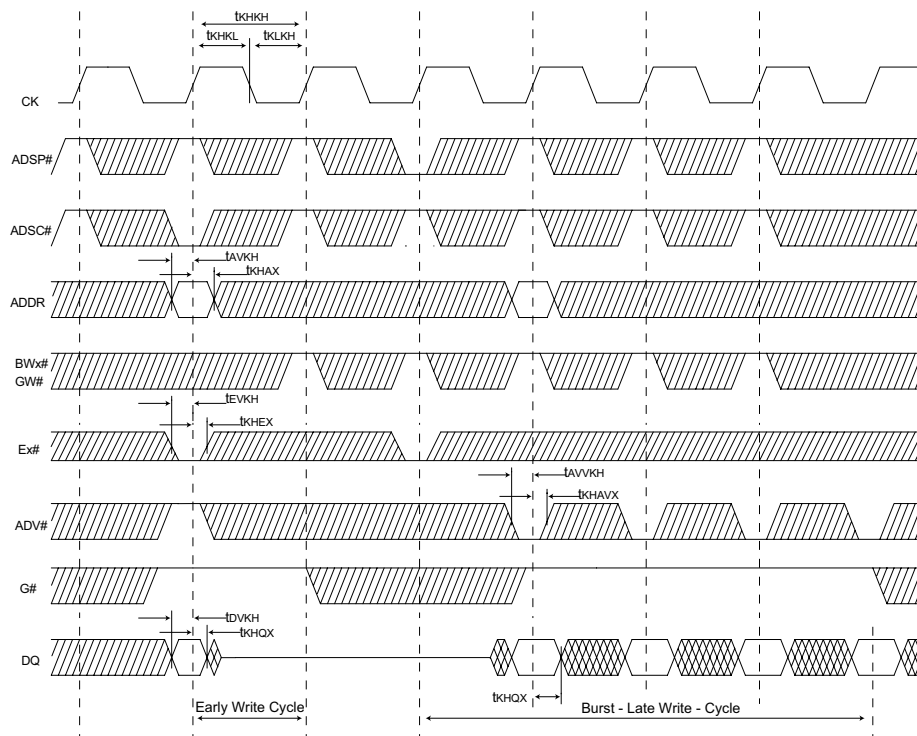 tKHKH
tKHKL
tKLKH
CK
ADSP#
ADSC#
tAVKH
tKHAX
ADDR
BWx#
GW#
tEVKH
tKHEX
Ex#
tAVVKH
tKHAVX
ADV#
G#
tDVKH
tKHQX
DQ
tKHQX
Early Write Cycle
Burst - Late Write - Cycle